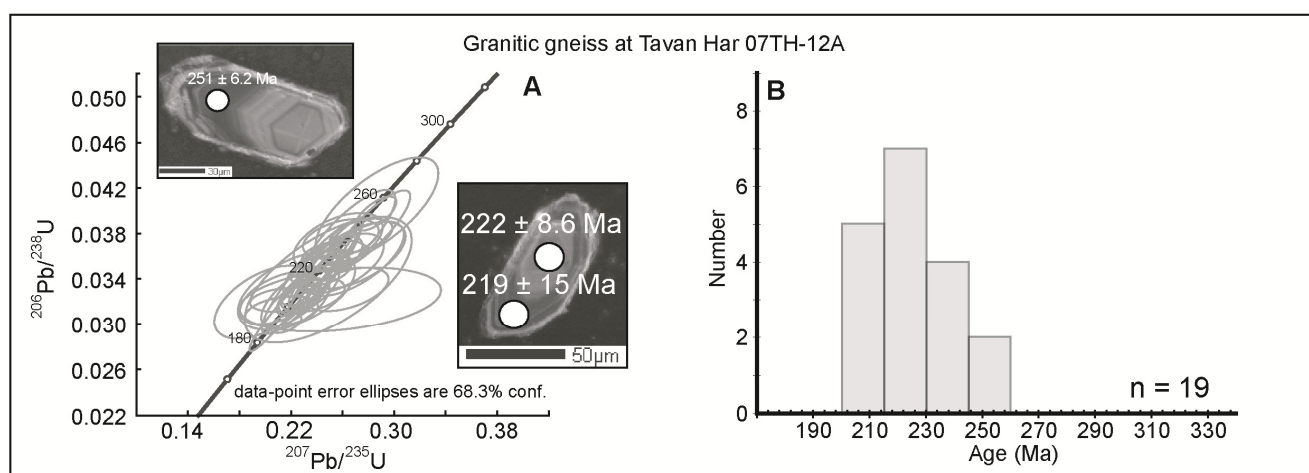 Granitic gneiss at Tavan Har 07TH-12A
A
251 ± 6.2 Ma
30µm
0.050
0.046
0.042
0.038
0.034
0.030
0.026
0.022
206Pb/238U
300
260
220
180
222 ± 8.6 Ma
219 ± 15 Ma
50µm
data-point error ellipses are 68.3% conf.
0.14 0.22 0.30 0.38
207Pb/235U
B
8
6
4
2
0
Number
n = 19
190 210 230 250 270 290 310 330
Age (Ma)